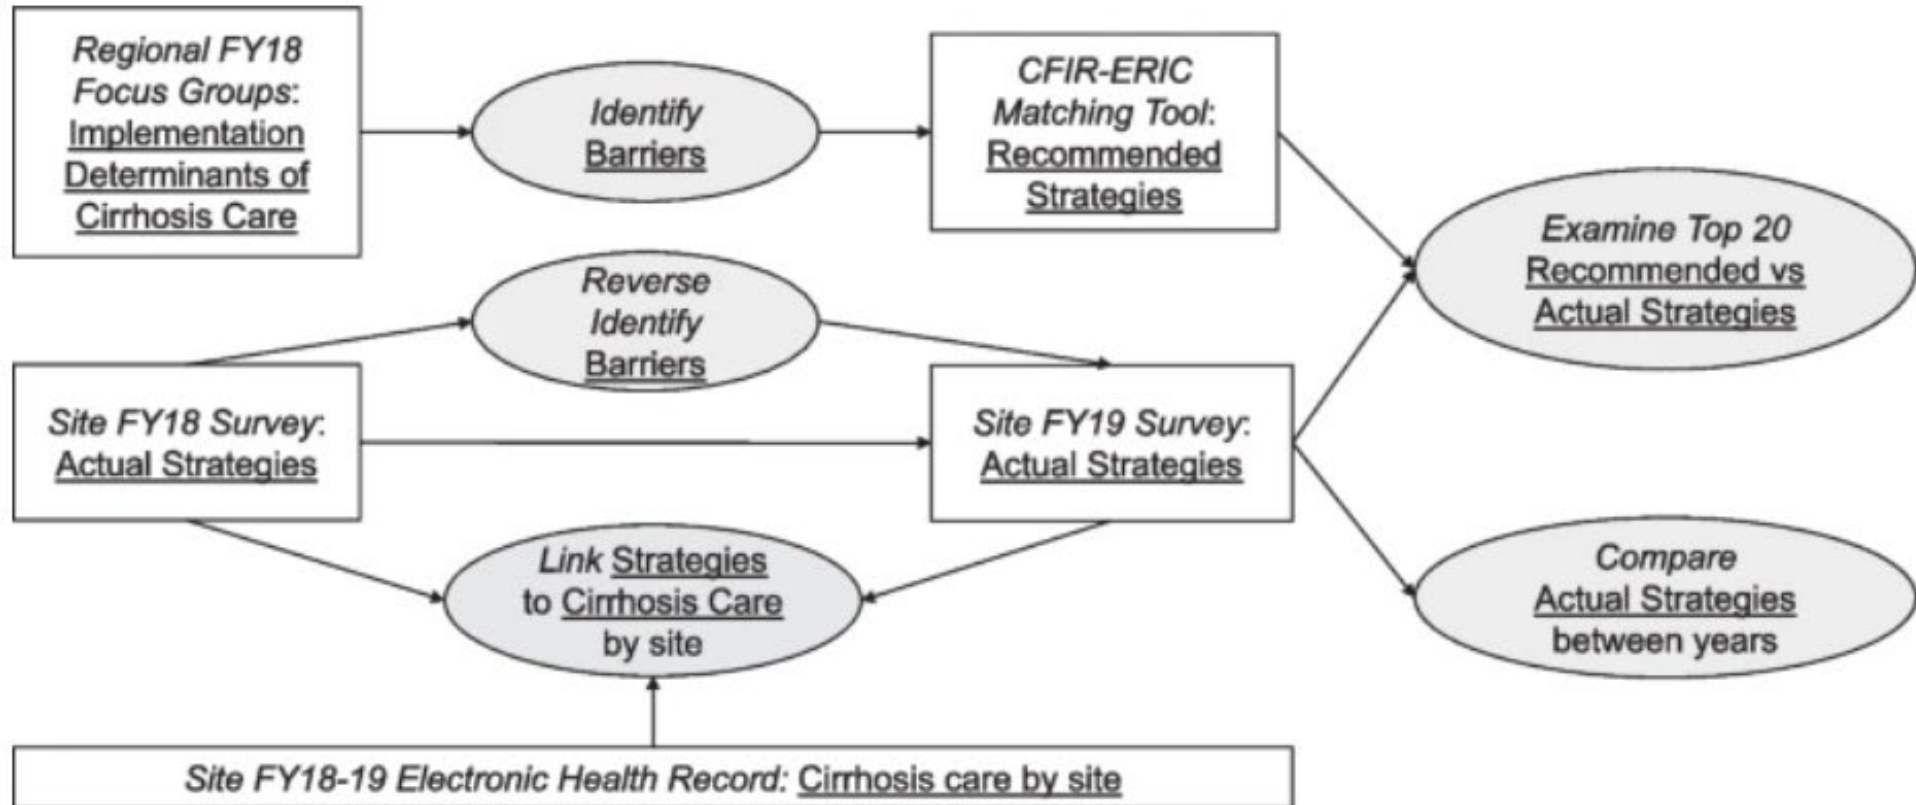 Regional FY18
Focus Groups:
Implementation
Determinants of
Cirrhosis Care
Identify
Barriers
CFIR-ERIC
Matching Tool:
Recommended
Strategies
Examine Top 20
Recommended vs
Actual Strategies
Reverse
Identify
Barriers
Site FY18 Survey:
Actual Strategies
Site FY19 Survey:
Actual Strategies
Link Strategies
to Cirrhosis Care
by site
Compare
Actual Strategies
between years
Site FY18-19 Electronic Health Record: Cirrhosis care by site